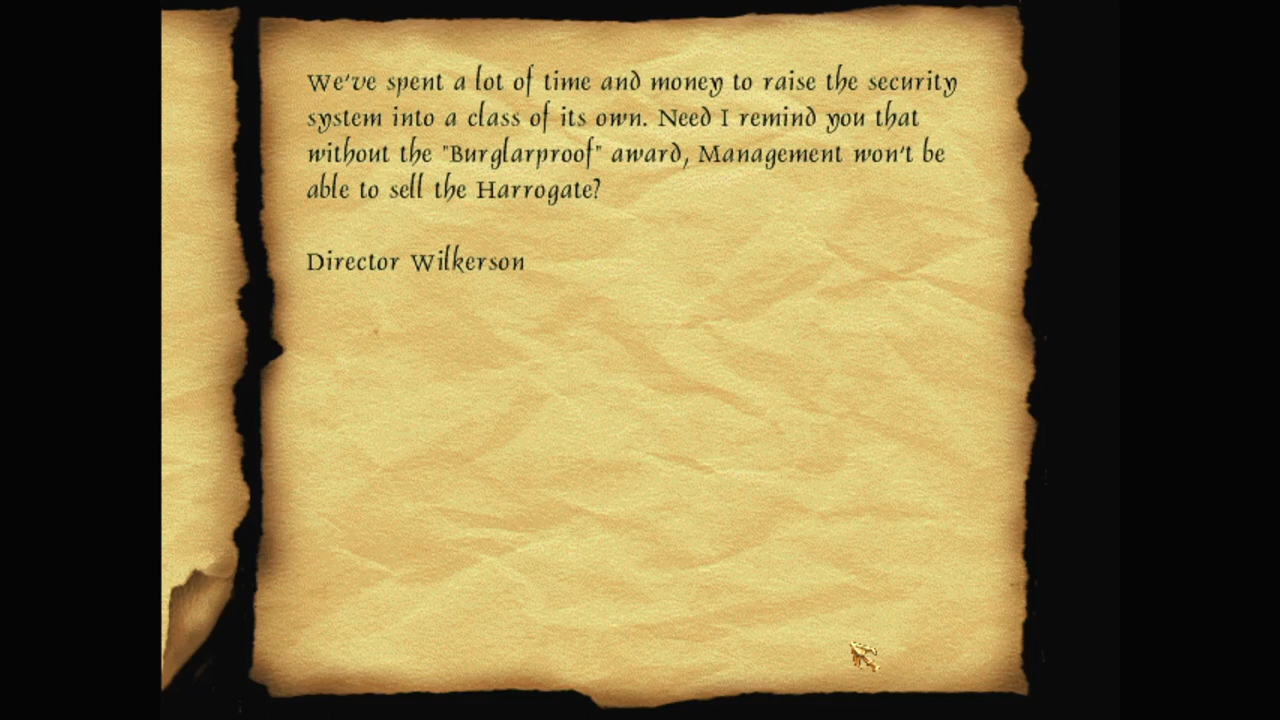 We've spent a lot of time and money to raise the security
system into a class of its own. Need I remind you that
without the "Burglarproof" award, Management won't be
able to sell the Harrogate?
Director Wilkerson